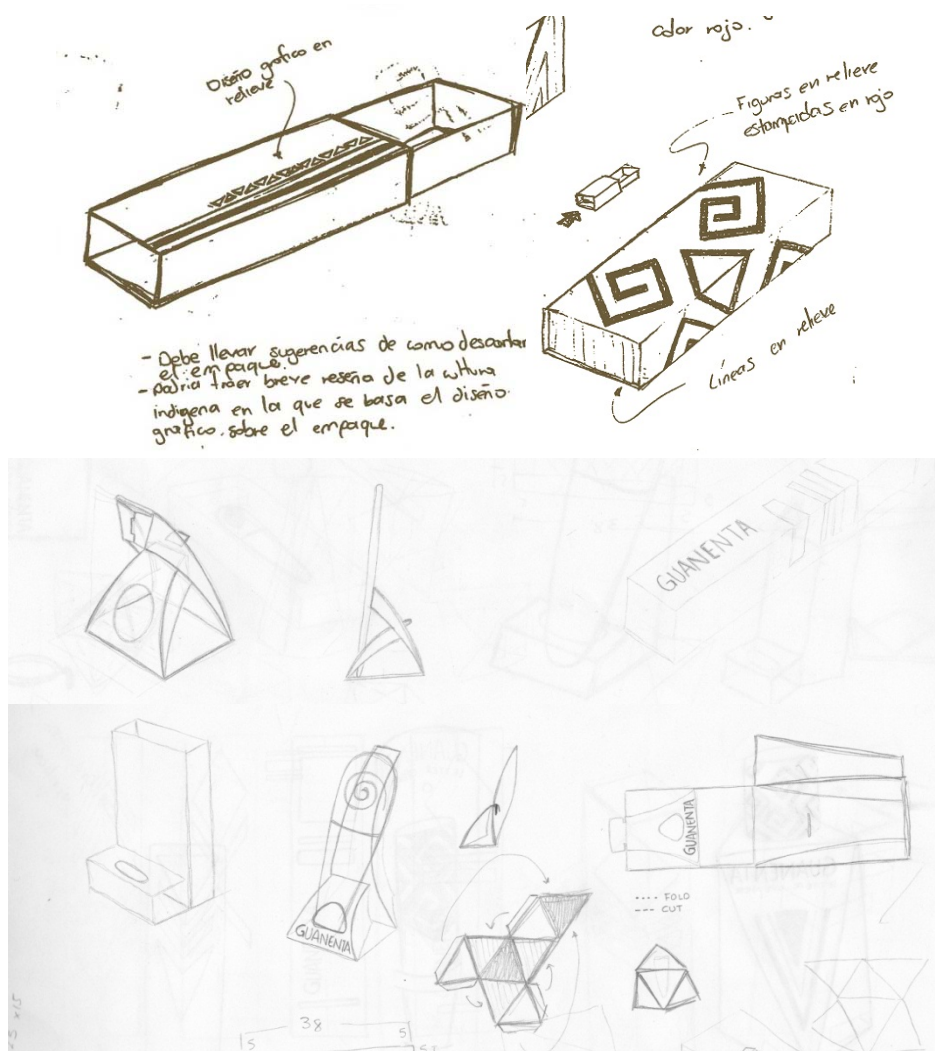 color rojo.
Diseño grafico en
relieve
Figuras en relieve
estampadas en rojo
Líneas en relieve
- Debe llevar sugerencias de como descartar
el empaque.
- podria traer breve reseña de la cultura
indigena en la que se basa el diseño
grafico. sobre el empaque.
GUANENTA
GUANENTA
GUANENTA
.... FOLD
--- CUT
38
5
5